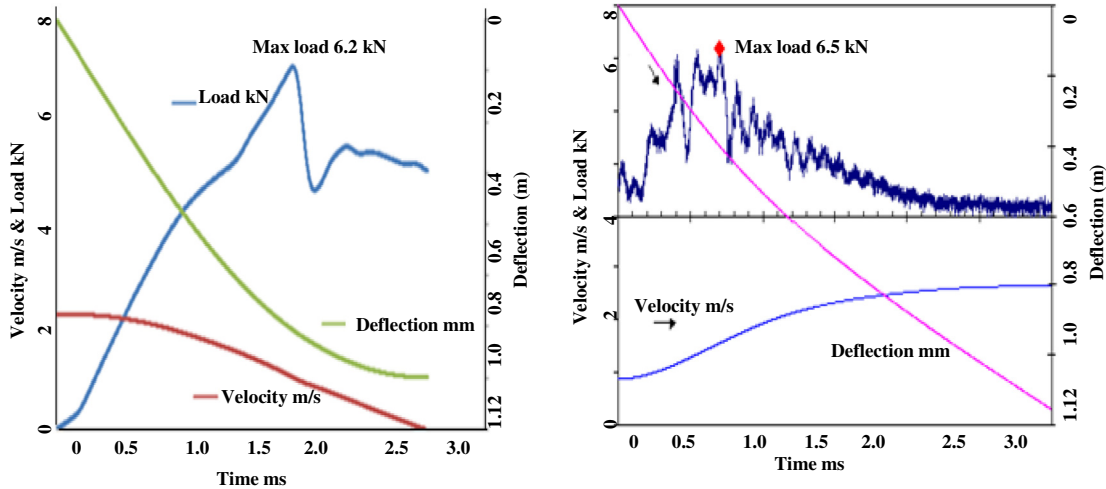 8
6
4
2
0
Velocity m/s & Load kN
Max load 6.2 kN
Load kN
Deflection mm
Velocity m/s
0
0.2
0.4
0.6
0.8
1.0
1.12
Deflection (m)
0 0.5 1.0 1.5 2.0 3.0
Time ms
8
6
4
2
0
Velocity m/s & Load kN
Max load 6.5 kN
Velocity m/s
Deflection mm
0
0.2
0.4
0.6
0.8
1.0
1.12
Deflection (m)
0 0.5 1.0 1.5 2.0 3.0
Time ms